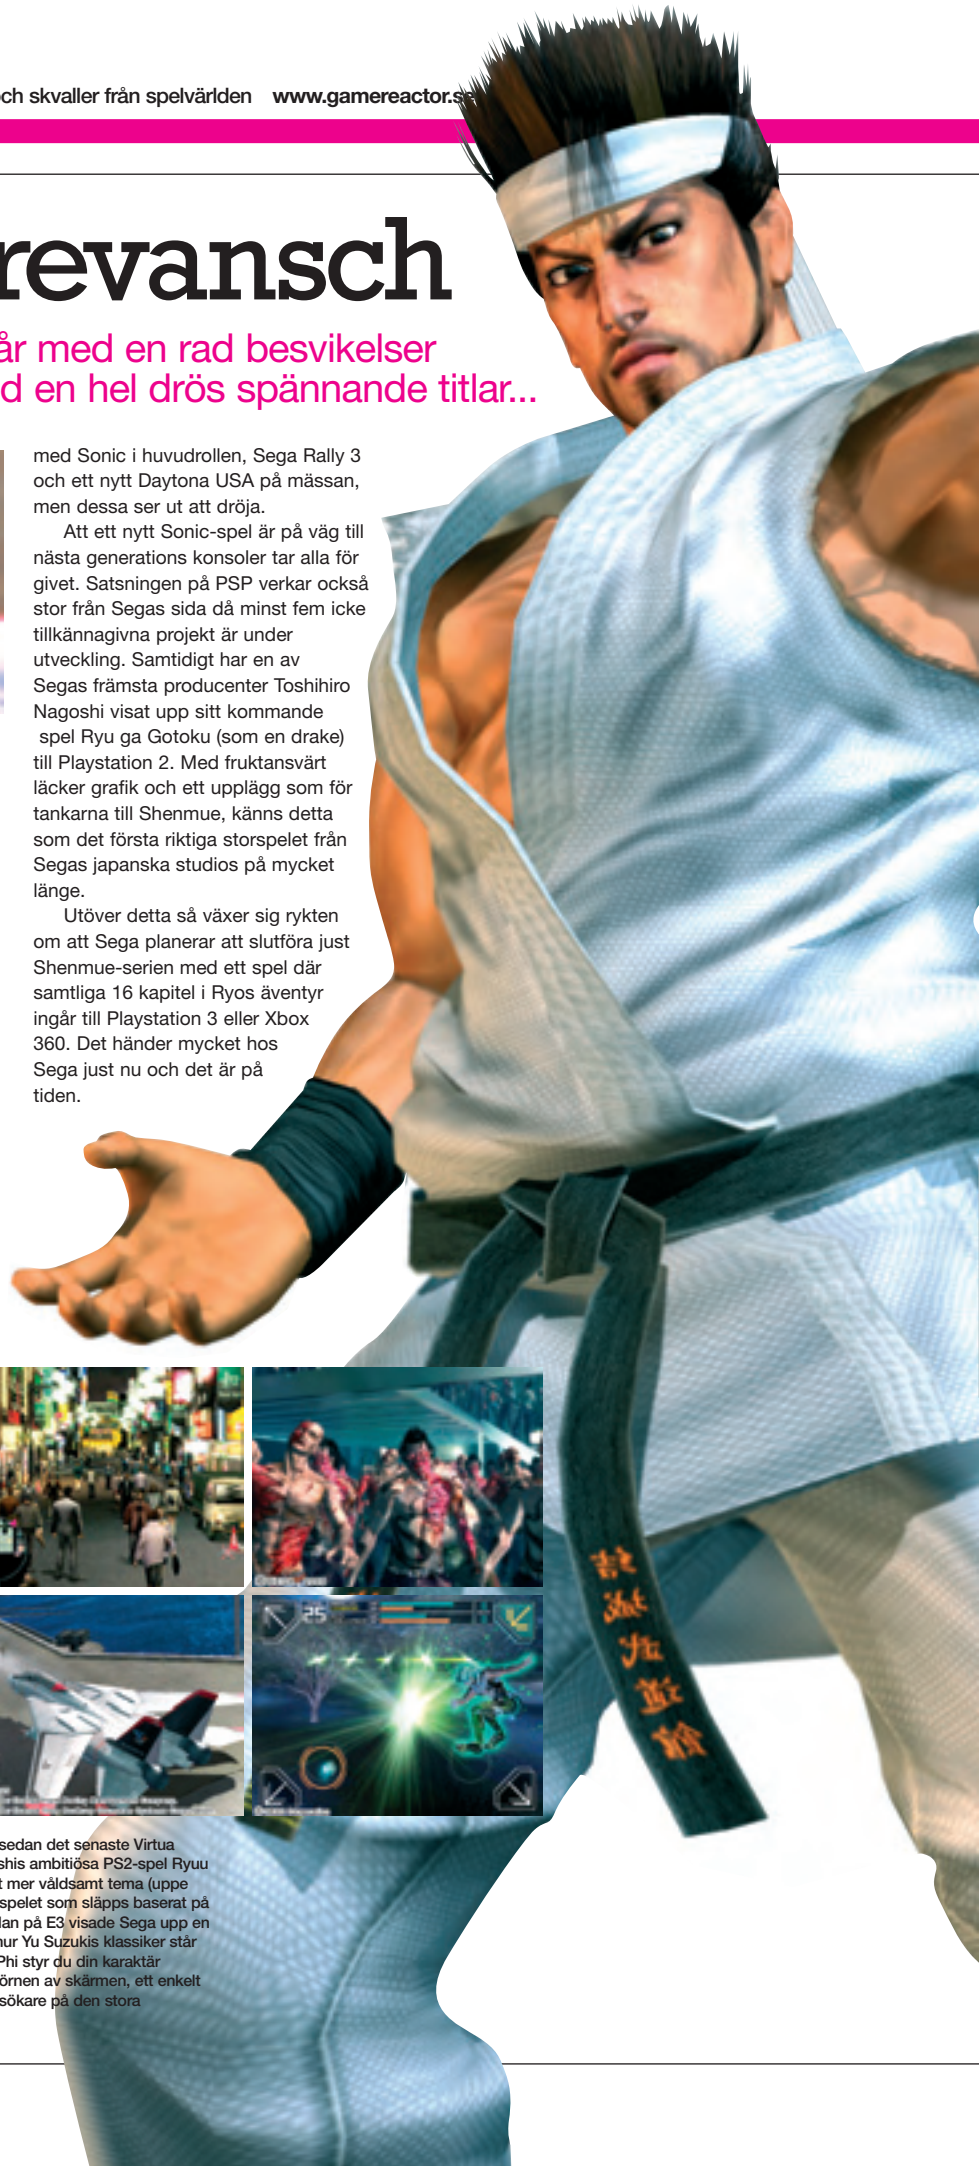 ch skvaller från spelvärlden www.gamereactor.se
revansch
år med en rad besvikelser
d en hel drös spännande titlar...
med Sonic i huvudrollen, Sega Rally 3
och ett nytt Daytona USA på mässan,
men dessa ser ut att dröja.
Att ett nytt Sonic-spel är på väg till
nästa generations konsoler tar alla för
givet. Satsningen på PSP verkar också
stor från Segas sida då minst fem icke
tillkännagivna projekt är under
utveckling. Samtidigt har en av
Segas främsta producenter Toshihiro
Nagoshi visat upp sitt kommande
spel Ryu ga Gotoku (som en drake)
till Playstation 2. Med fruktansvärt
läcker grafik och ett upplägg som för
tankarna till Shenmue, känns detta
som det första riktiga storspelet från
Segas japanska studios på mycket
länge.
Utöver detta så växer sig rykten
om att Sega planerar att slutföra just
Shenmue-serien med ett spel där
samtliga 16 kapitel i Ryos äventyr
ingår till Playstation 3 eller Xbox
360. Det händer mycket hos
Sega just nu och det är på
tiden.
25
sedan det senaste Virtua
shis ambitiösa PS2-spel Ryuu
t mer våldsamt tema (uppe
spelet som släpps baserat på
lan på E3 visade Sega upp en
hur Yu Suzukis klassiker står
Phi styr du din karaktär
örnen av skärmen, ett enkelt
sökare på den stora